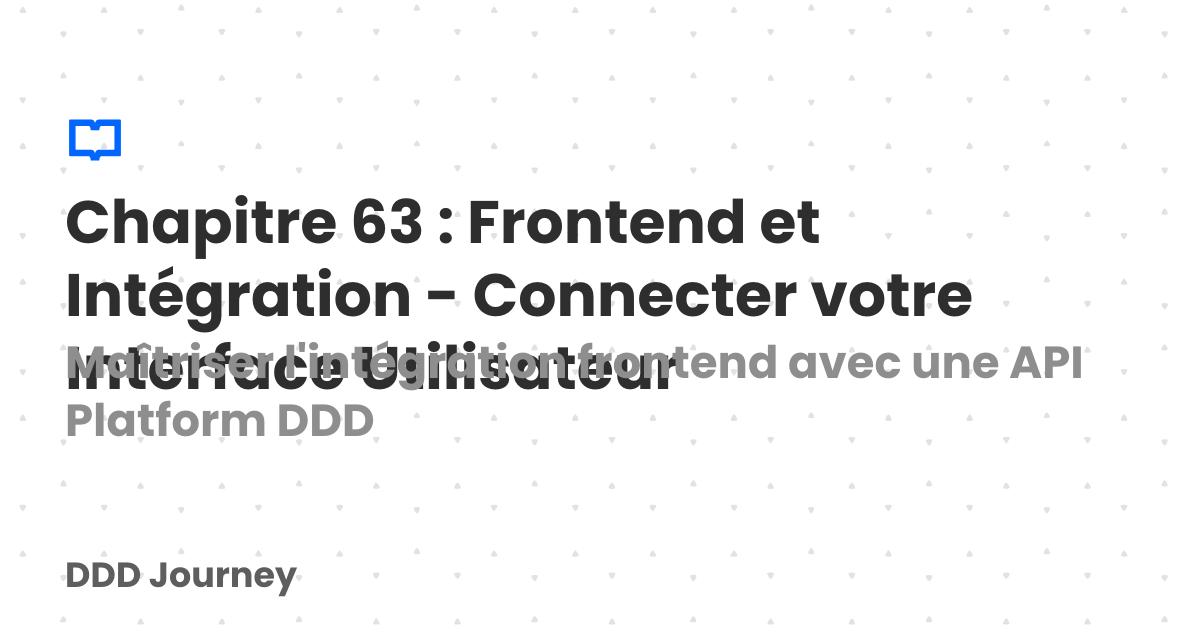 Chapitre 63 : Frontend et
Intégration - Connecter votre
Interface Utilisateur
Maîtriser l'intégration frontend avec une API
Platform DDD
DDD Journey